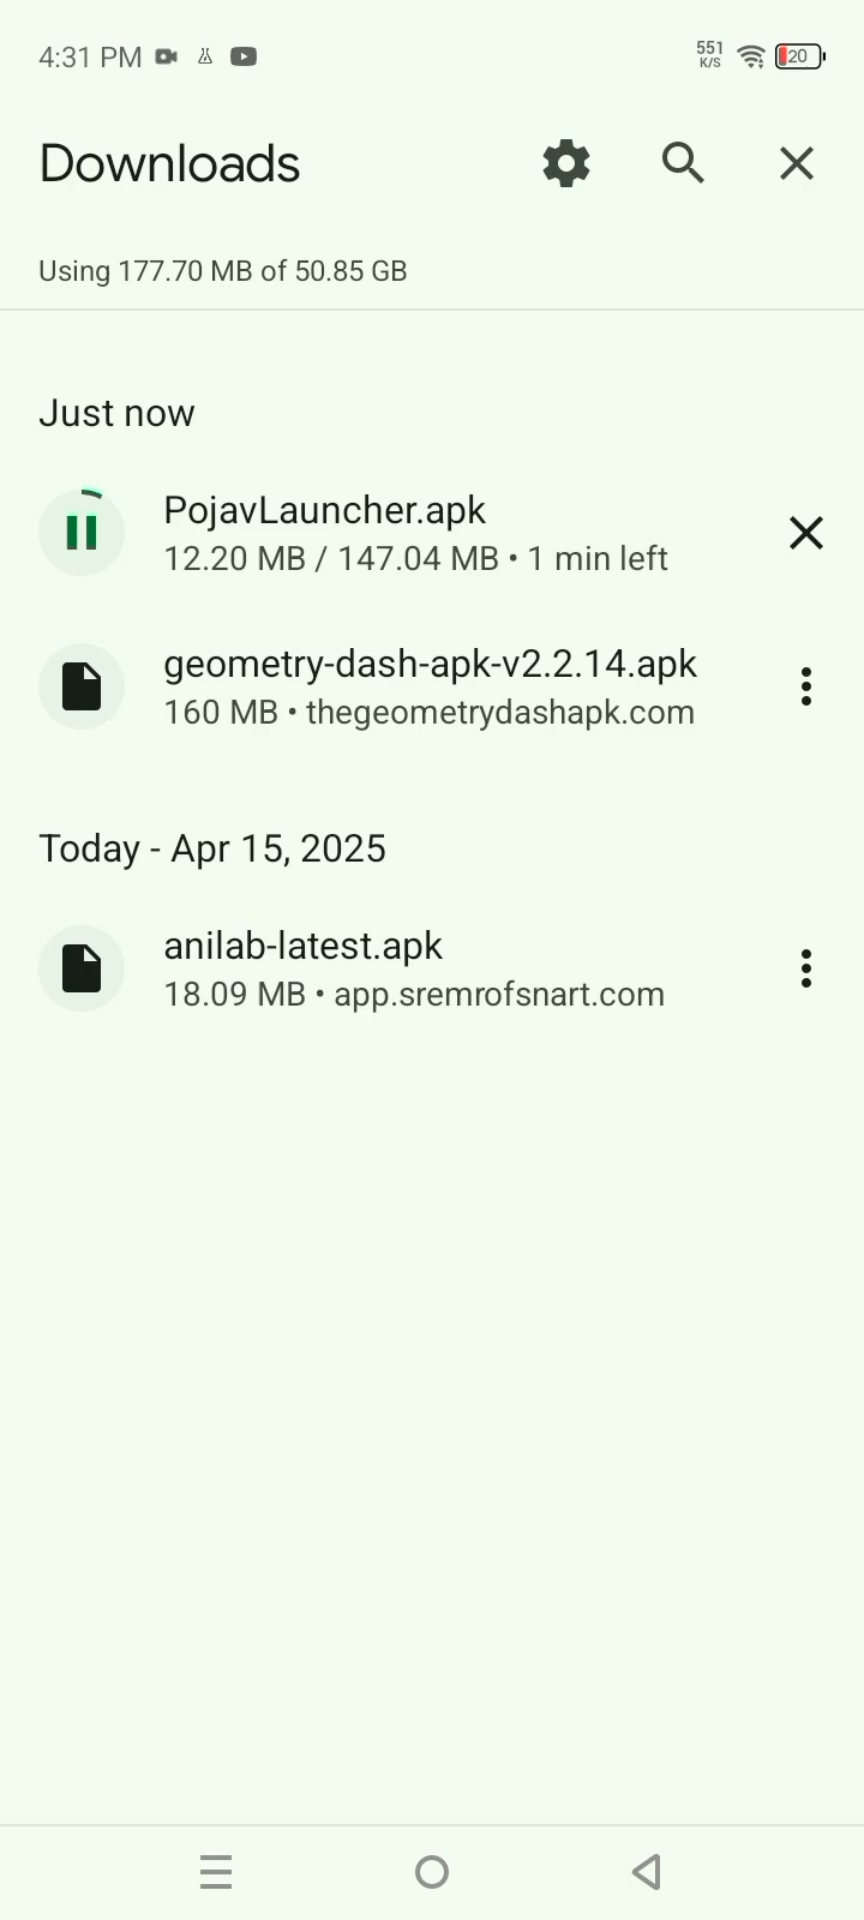 4:31 PM
551
K/S
20
Downloads
Using 177.70 MB of 50.85 GB
Just now
PojavLauncher.apk
12.20 MB / 147.04 MB • 1 min left
geometry-dash-apk-v2.2.14.apk
160 MB • thegeometrydashapk.com
Today - Apr 15, 2025
anilab-latest.apk
18.09 MB • app.sremrofsnart.com